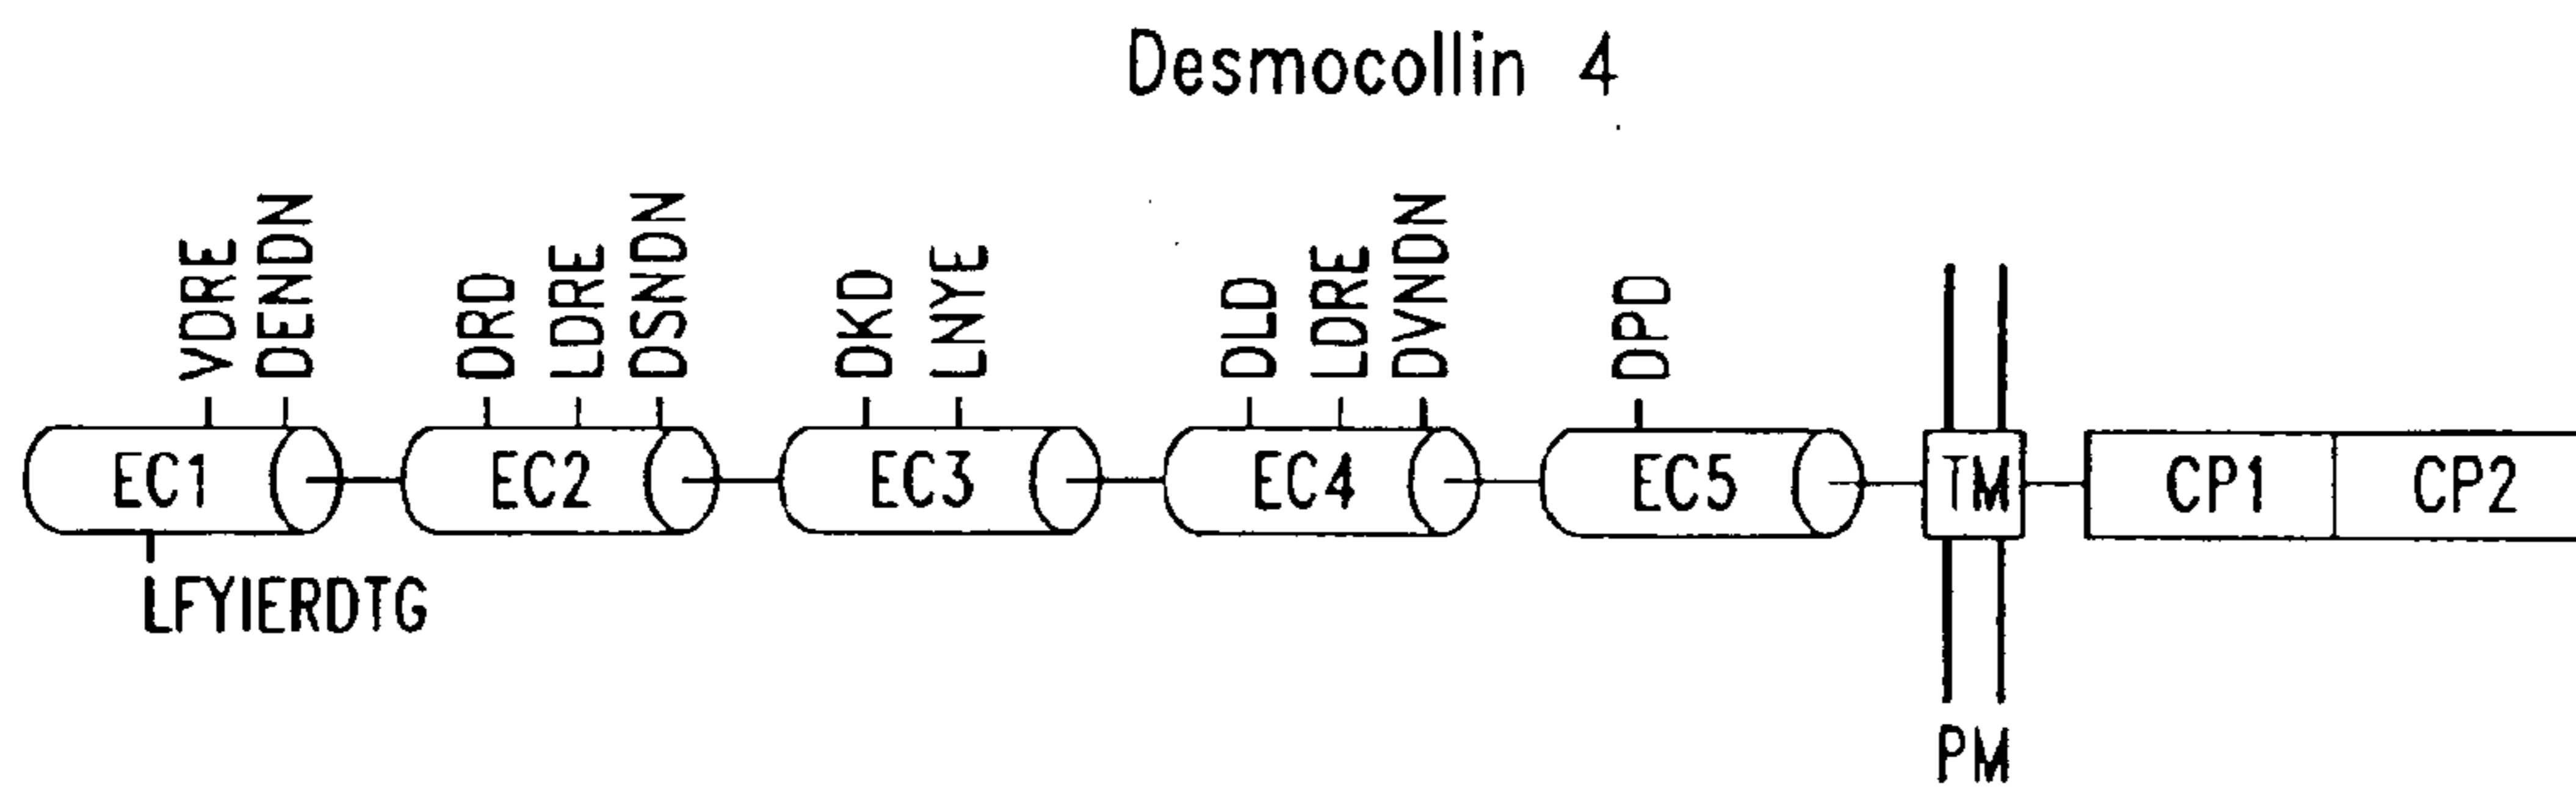 Desmocollin 4
VDRE
DENDN
DRD
LDRE
DSNDN
DKD
LNYE
DLD
LDRE
DVNDN
DPD
EC1 EC2 EC3 EC4 EC5 TM CP1 CP2
LFYIERDTG
PM